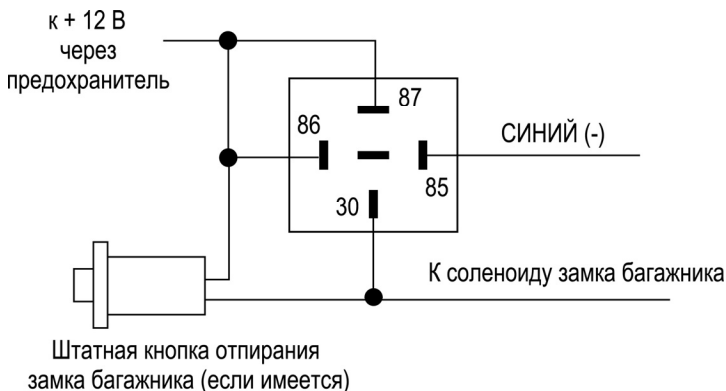 к + 12 В
через
предохранитель
87
86
СИНИЙ (-)
85
30
К соленоиду замка багажника
Штатная кнопка отпирания
замка багажника (если имеется)